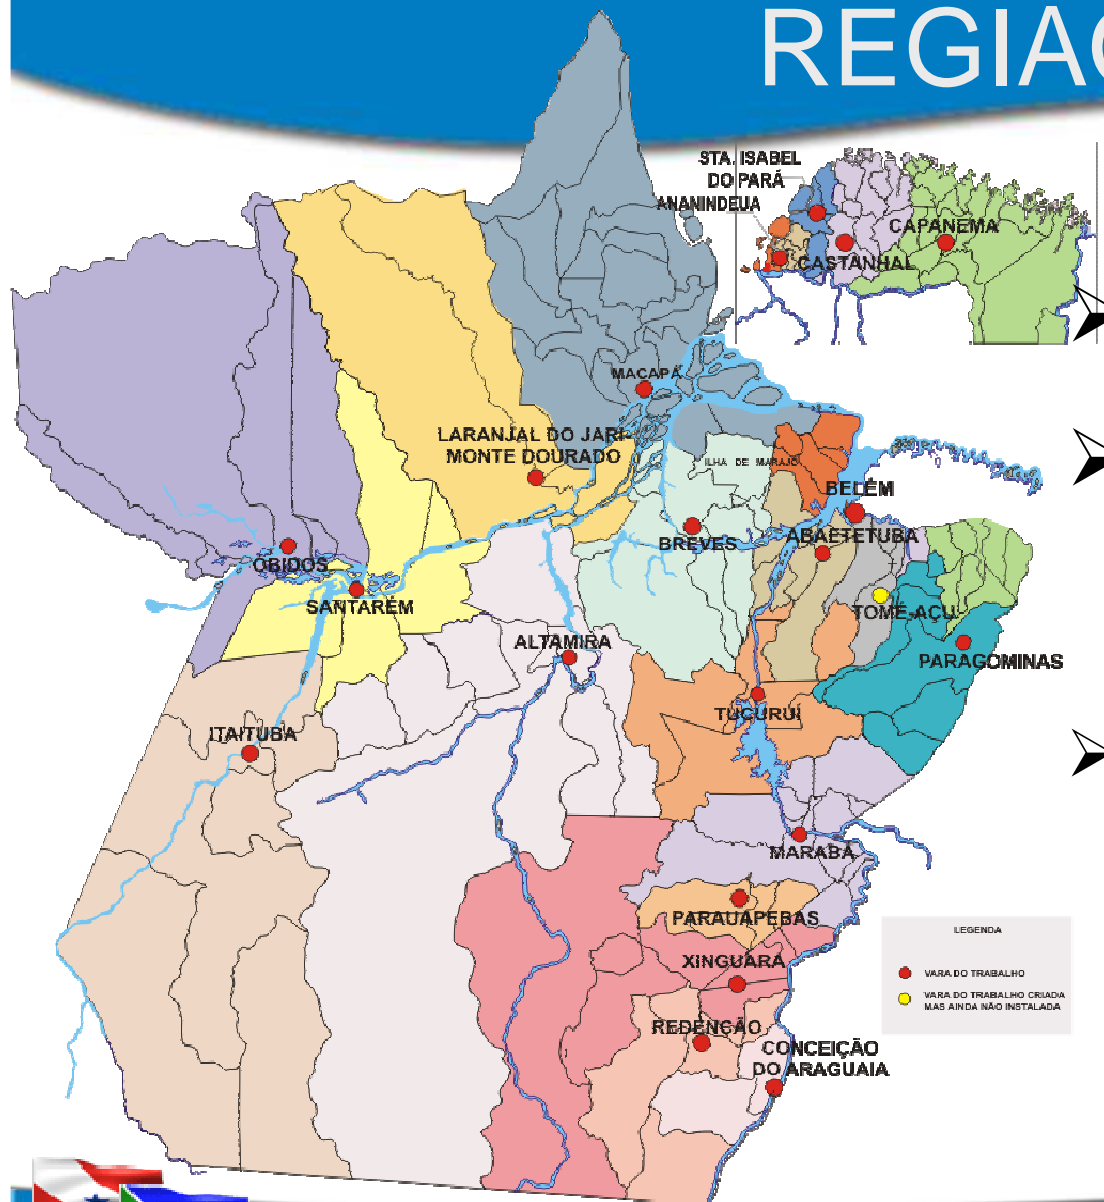 REGIAO
STA. ISABEL
DO PARÁ
ANANINDEUA
CAPANEMA
CASTANHAL
MACAPÁ
LARANJAL DO JARI-
MONTE DOURADO
ILHA DE MARAJÓ
BELÉM
BREVES
ABAETETUBA
ÓBIDOS
SANTARÉM
TOMÉ-AÇU
ALTAMIRA
PARAGOMINAS
TUCURUÍ
ITAITUBA
MARABÁ
PARAUAPEBAS
LEGENDA
VARA DO TRABALHO
VARA DO TRABALHO CRIADA
MAS AINDA NÃO INSTALADA
XINGUARA
REDENÇÃO
CONCEIÇÃO
DO ARAGUAIA